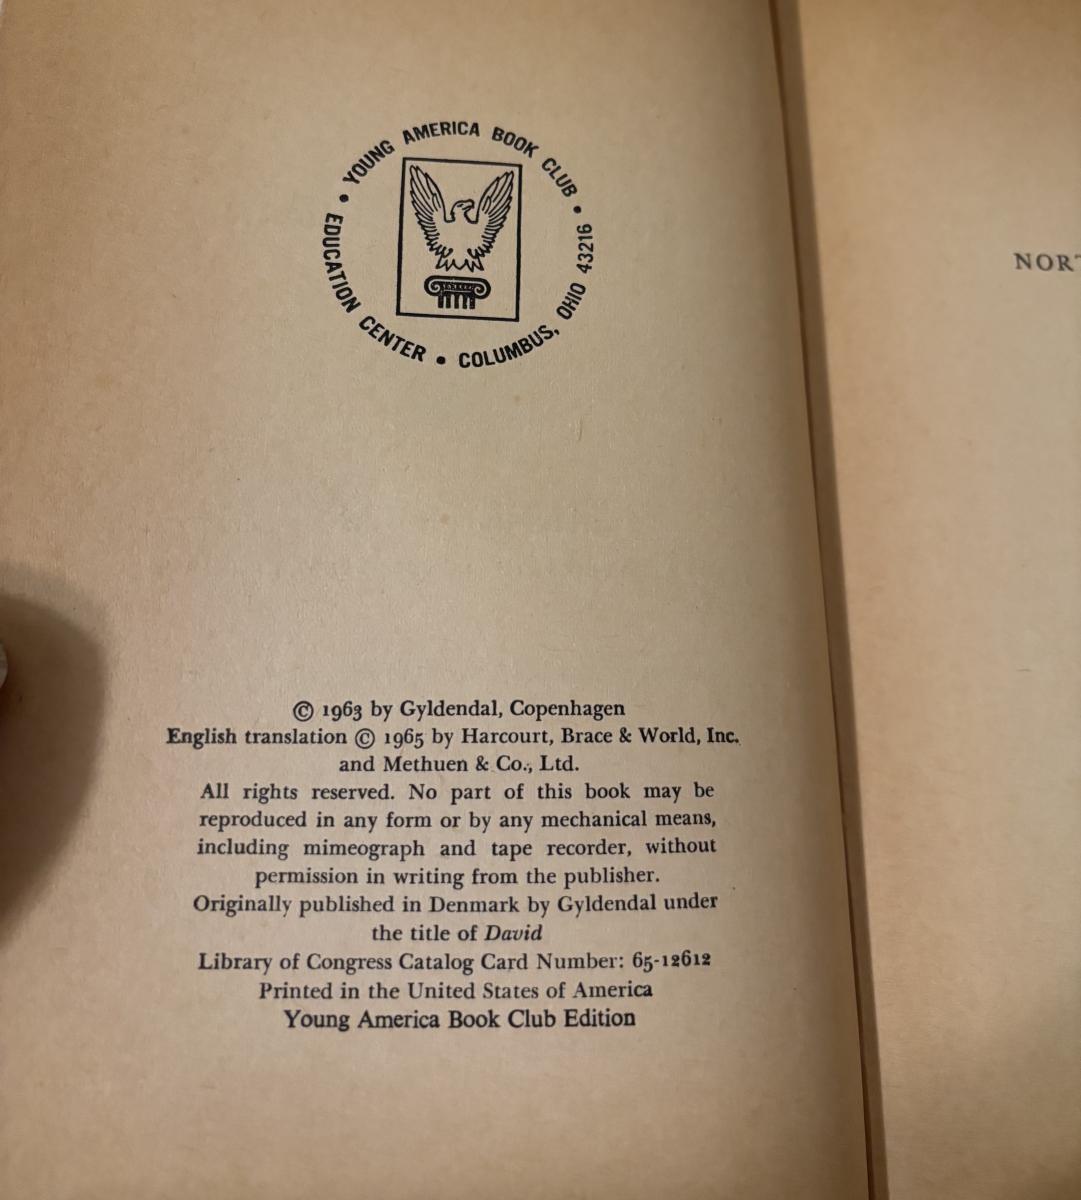 • YOUNG AMERICA BOOK CLUB •
EDUCATION CENTER • COLUMBUS, OHIO 43216
© 1963 by Gyldendal, Copenhagen
English translation © 1965 by Harcourt, Brace & World, Inc.
and Methuen & Co., Ltd.
All rights reserved. No part of this book may be
reproduced in any form or by any mechanical means,
including mimeograph and tape recorder, without
permission in writing from the publisher.
Originally published in Denmark by Gyldendal under
the title of David
Library of Congress Catalog Card Number: 65-12612
Printed in the United States of America
Young America Book Club Edition